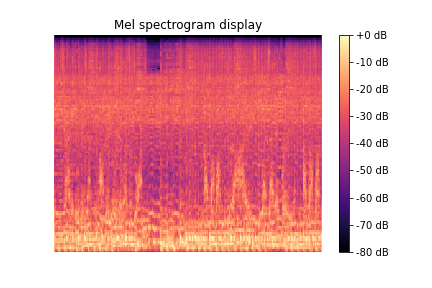 Mel spectrogram display
+0 dB
-10 dB
-20 dB
-30 dB
-40 dB
-50 dB
-60 dB
-70 dB
-80 dB